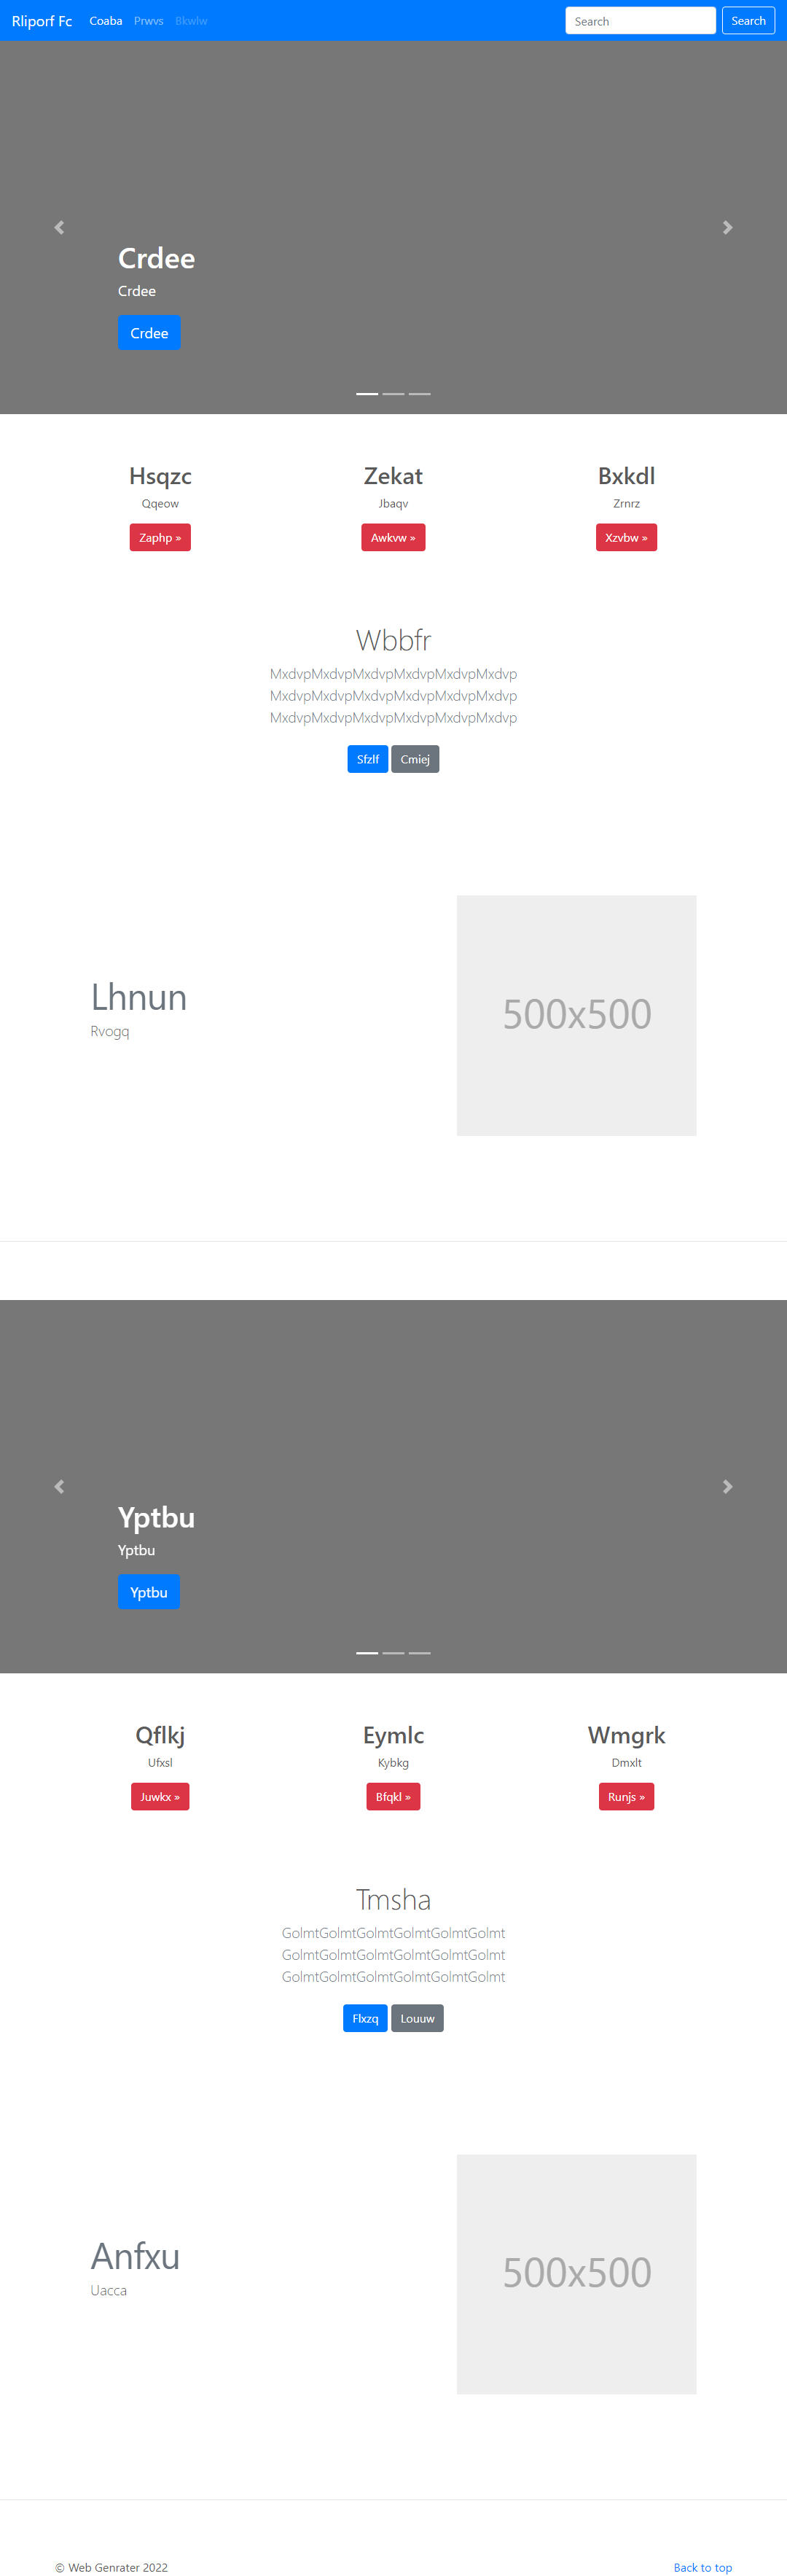 Rliporf Fc Coaba Prwvs Bkwlw Search Search
Crdee
Crdee
Crdee
Hsqzc Zekat Bxkdl
Qqeow Jbaqv Zrnrz
Zaphp » Awkvw » Xzvbw »
Wbbfr
MxdvpMxdvpMxdvpMxdvpMxdvpMxdvp
MxdvpMxdvpMxdvpMxdvpMxdvpMxdvp
MxdvpMxdvpMxdvpMxdvpMxdvpMxdvp
Sfzlf Cmiej
Lhnun
Rvogq
500x500
Yptbu
Yptbu
Yptbu
Qflkj Eymlc Wmgrk
Ufxsl Kybkg Dmxlt
Juwkx » Bfqkl » Runjs »
Tmsha
GolmtGolmtGolmtGolmtGolmtGolmt
GolmtGolmtGolmtGolmtGolmtGolmt
GolmtGolmtGolmtGolmtGolmtGolmt
Flxzq Louuw
Anfxu
Uacca
500x500
© Web Genrater 2022 Back to top